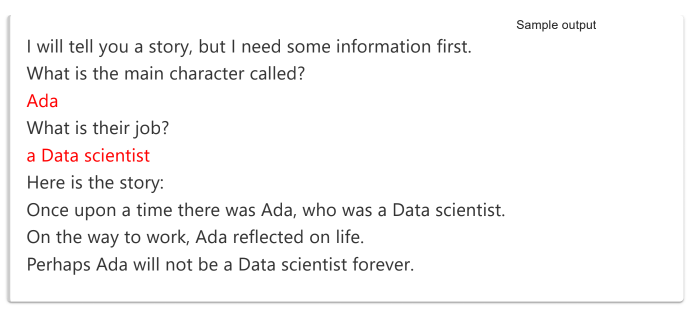 Sample output
I will tell you a story, but I need some information first.
What is the main character called?
Ada
What is their job?
a Data scientist
Here is the story:
Once upon a time there was Ada, who was a Data scientist.
On the way to work, Ada reflected on life.
Perhaps Ada will not be a Data scientist forever.